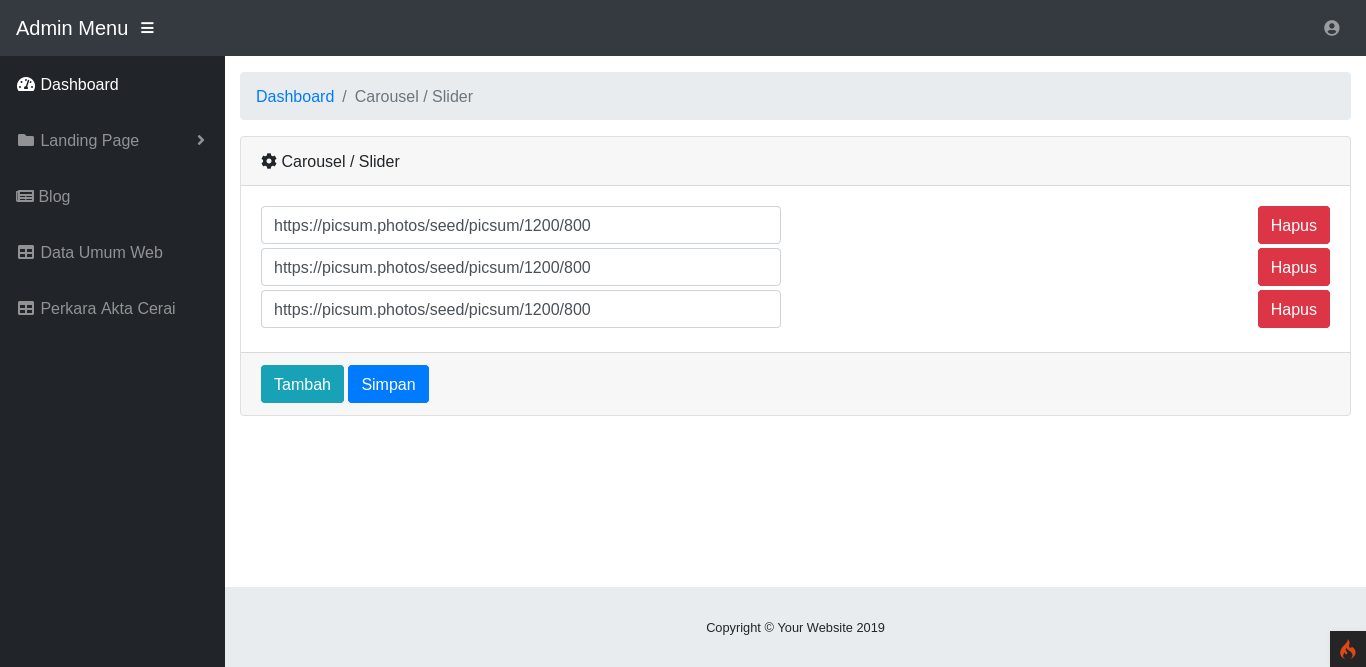 Admin Menu
Dashboard
Landing Page
Blog
Data Umum Web
Perkara Akta Cerai
Dashboard / Carousel / Slider
Carousel / Slider
https://picsum.photos/seed/picsum/1200/800 Hapus
https://picsum.photos/seed/picsum/1200/800 Hapus
https://picsum.photos/seed/picsum/1200/800 Hapus
Tambah Simpan
Copyright © Your Website 2019